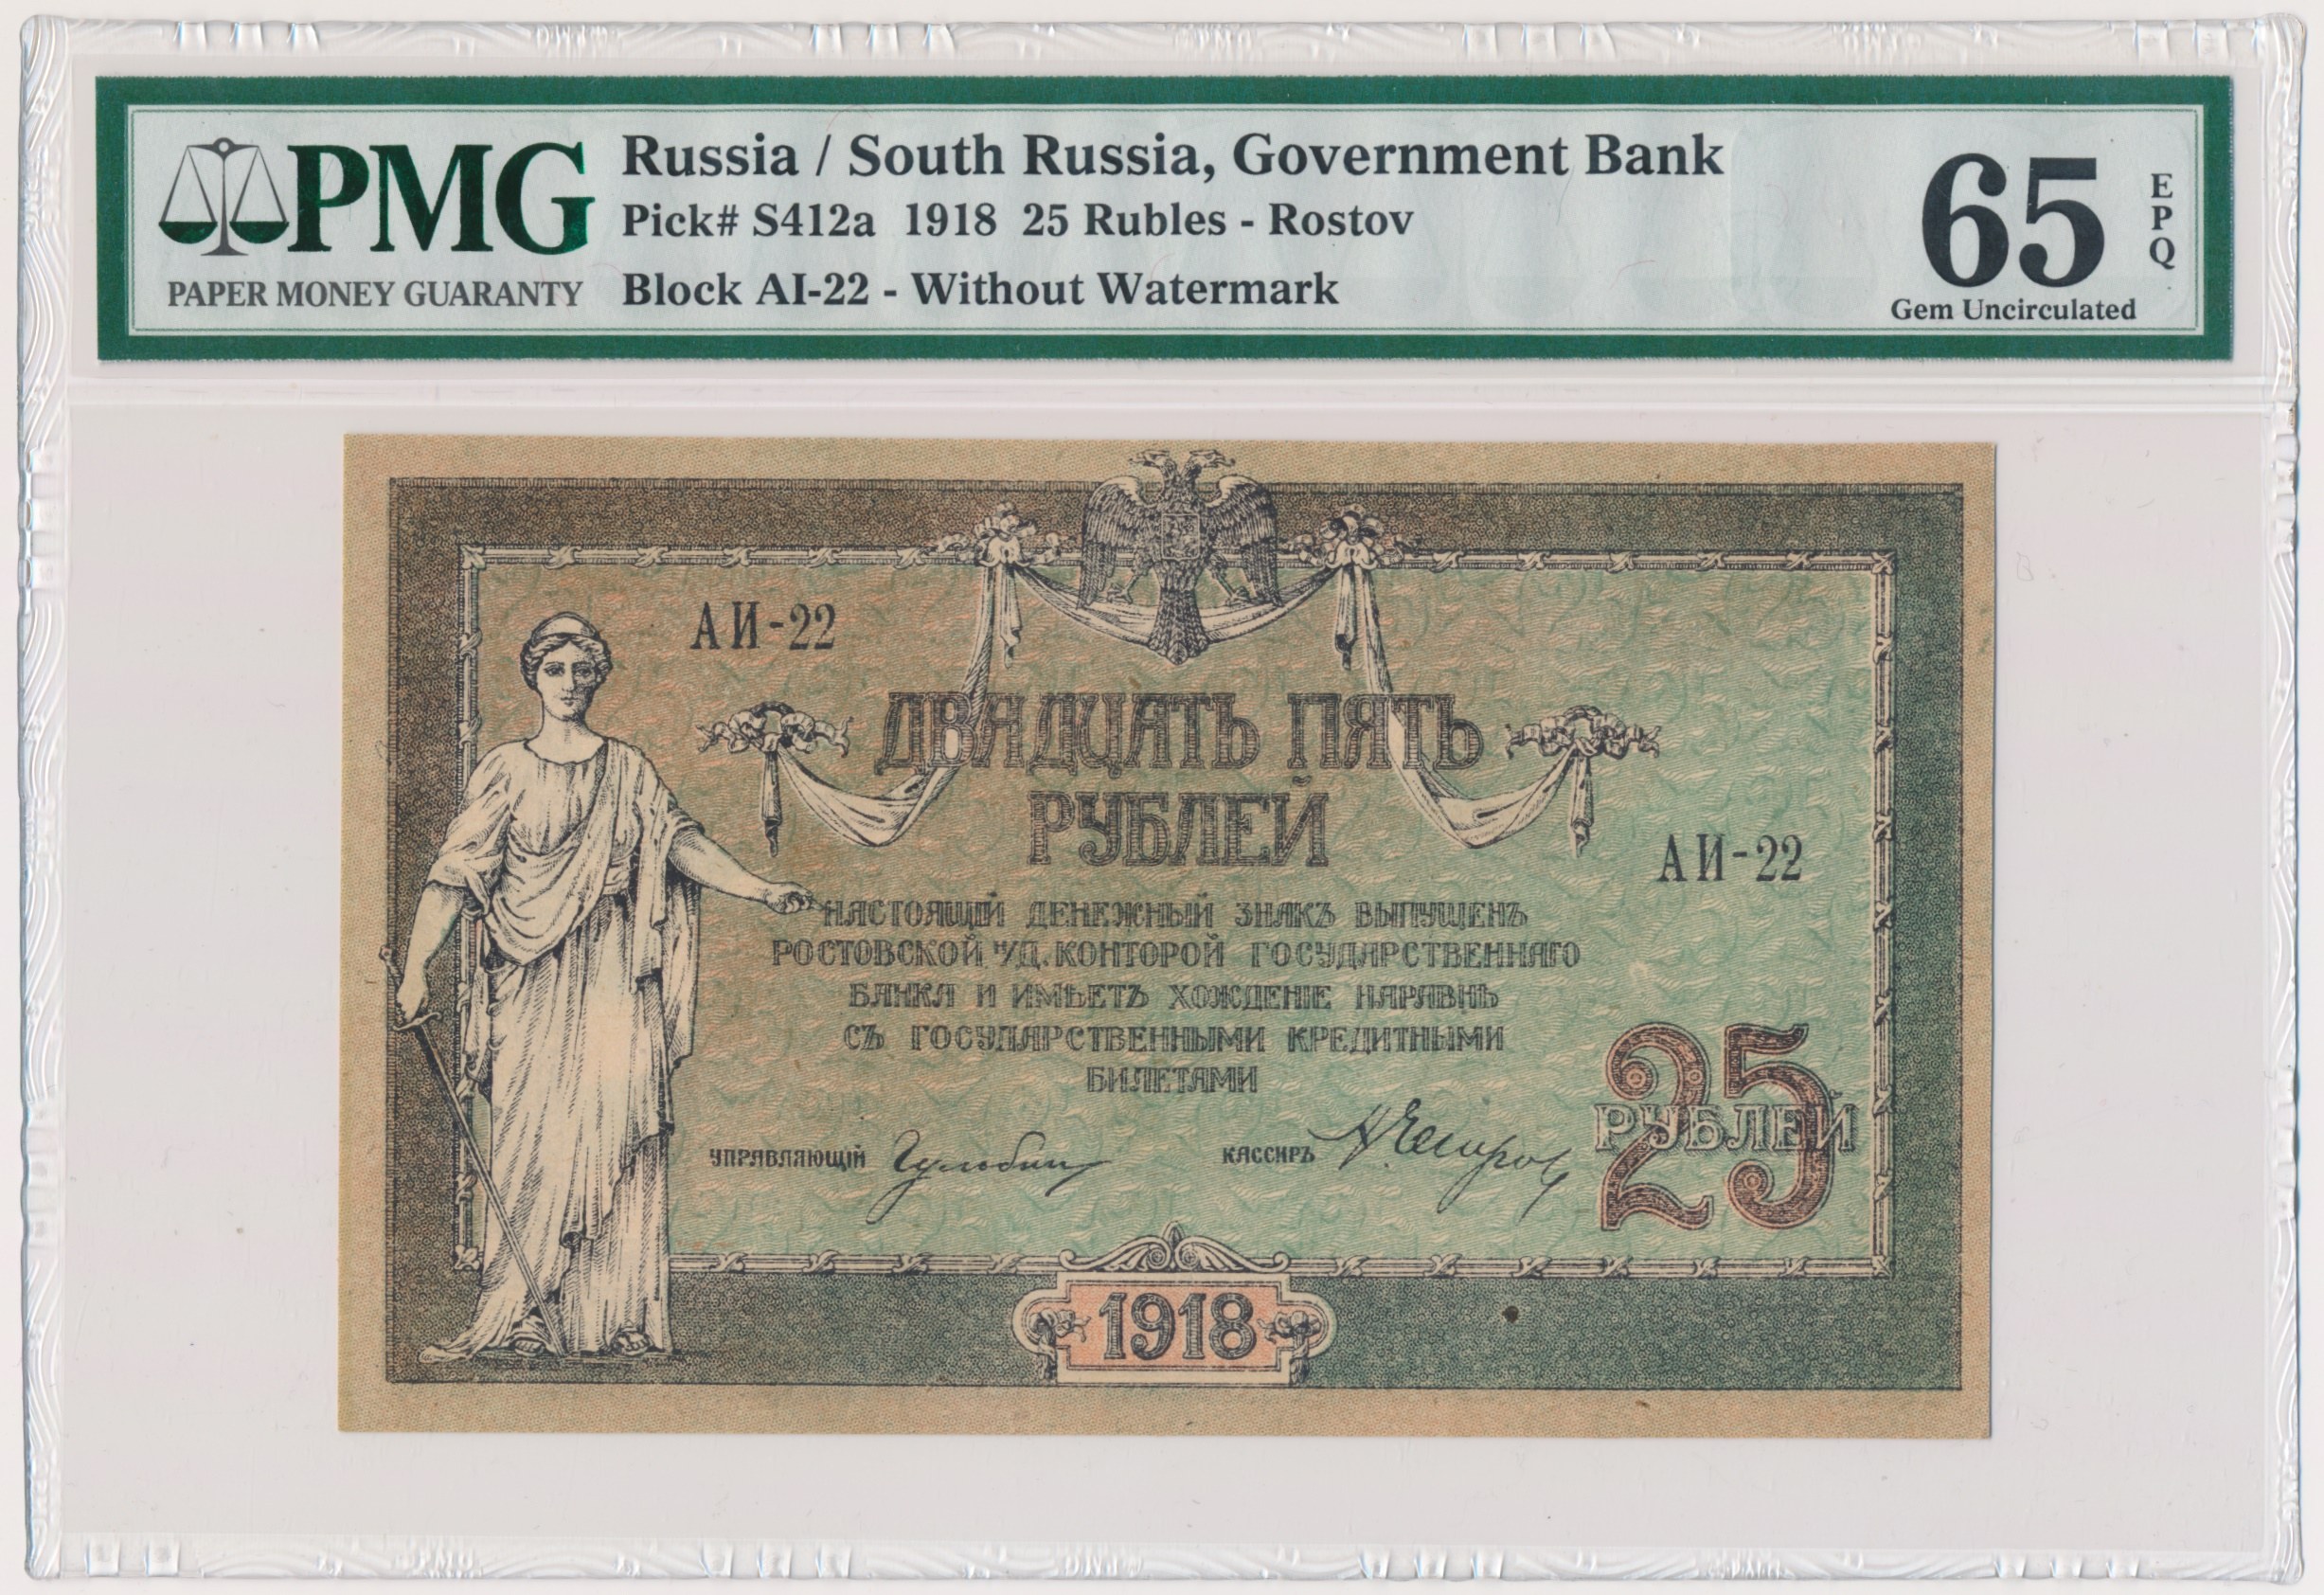 PMG
PAPER MONEY GUARANTY
Russia / South Russia, Government Bank
Pick# S412a 1918 25 Rubles - Rostov
Block AI-22 - Without Watermark
65
EPQ
Gem Uncirculated
АИ-22
ДВАДЦАТЬ ПЯТЬ
РУБЛЕЙ
АИ-22
НАСТОЯЩІЙ ДЕНЕЖНЫЙ ЗНАКЪ ВЫПУЩЕНЪ
РОСТОВСКОЙ УД. КОНТОРОЙ ГОСУДАРСТВЕННАГО
БАНКА И ИМѢЕТЪ ХОЖДЕНІЕ НАРАВНѢ
СЪ ГОСУДАРСТВЕННЫМИ КРЕДИТНЫМИ
БИЛЕТАМИ
УПРАВЛЯЮЩІЙ
КАССИРЪ
25
РУБЛЕЙ
1918